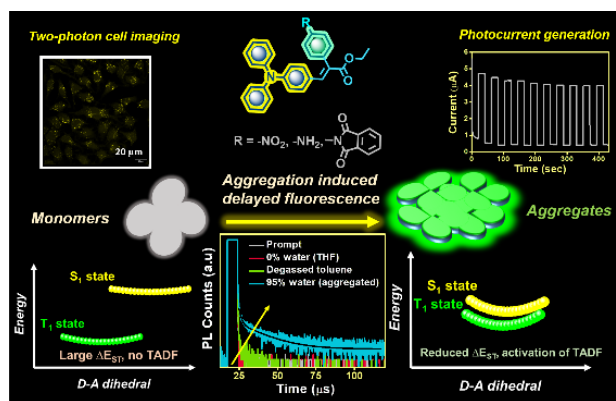 Two-photon cell imaging
20 μm
R
N
O
O
R = -NO₂, -NH₂, -N
O
O
Photocurrent generation
Current (μA)
6
5
4
3
2
1
0
0 100 200 300 400
Time (sec)
Monomers
Aggregation induced
delayed fluorescence
Aggregates
Energy
S₁ state
T₁ state
Large ΔE_ST, no TADF
D-A dihedral
PL Counts (a.u)
Prompt
0% water (THF)
Degassed toluene
95% water (aggregated)
25 50 75 100
Time (μs)
Energy
S₁ state
T₁ state
Reduced ΔE_ST, activation of TADF
D-A dihedral